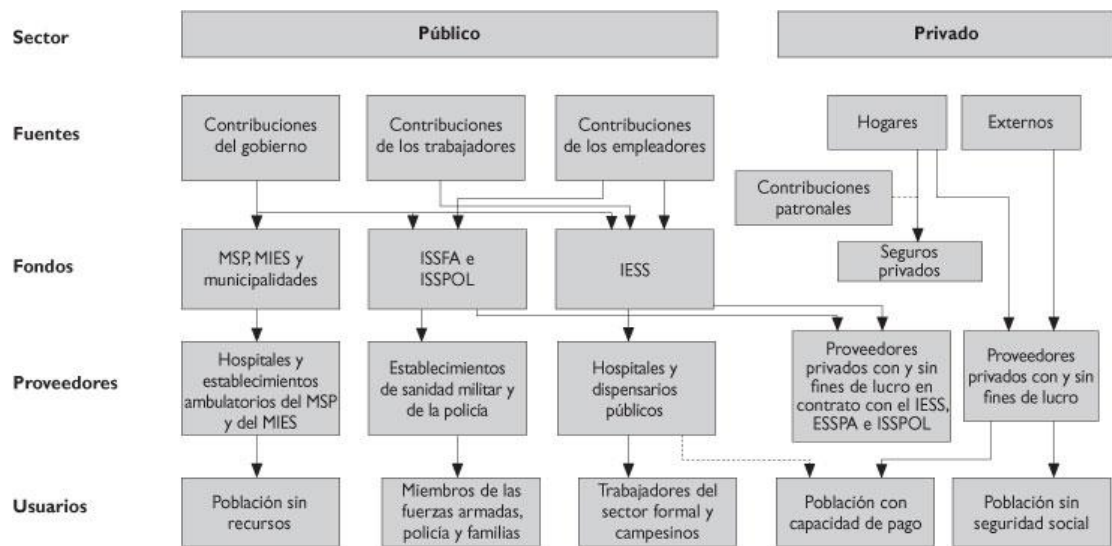 Sector
Público
Privado
Fuentes
Contribuciones
del gobierno
Contribuciones
de los trabajadores
Contribuciones
de los empleadores
Hogares
Externos
Contribuciones
patronales
Fondos
MSP, MIES y
municipalidades
ISSFA e
ISSPOL
IESS
Seguros
privados
Proveedores
Hospitales y
establecimientos
ambulatorios del MSP
y del MIES
Establecimientos
de sanidad militar y
de la policía
Hospitales y
dispensarios
públicos
Proveedores
privados con y sin
fines de lucro en
contrato con el IESS,
ESSPA e ISSPOL
Proveedores
privados con y sin
fines de lucro
Usuarios
Población sin
recursos
Miembros de las
fuerzas armadas,
policía y familias
Trabajadores del
sector formal y
campesinos
Población con
capacidad de pago
Población sin
seguridad social